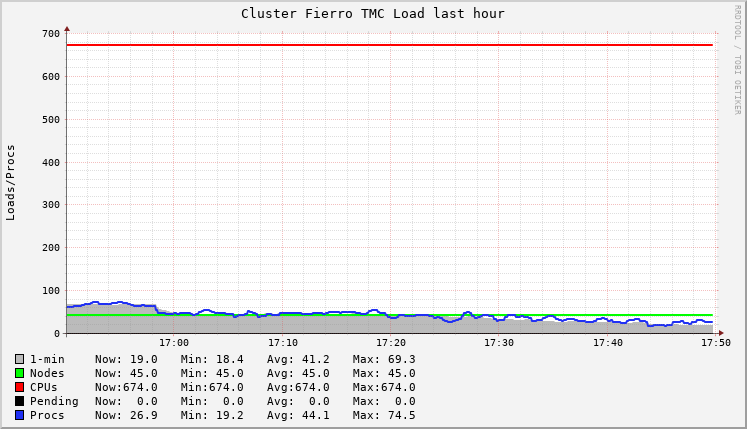 Cluster Fierro TMC Load last hour
RRDTOOL / TOBI OETIKER
Loads/Procs
700
600
500
400
300
200
100
0
17:00 17:10 17:20 17:30 17:40 17:50
1-min Now: 19.0 Min: 18.4 Avg: 41.2 Max: 69.3
Nodes Now: 45.0 Min: 45.0 Avg: 45.0 Max: 45.0
CPUs Now:674.0 Min:674.0 Avg:674.0 Max:674.0
Pending Now: 0.0 Min: 0.0 Avg: 0.0 Max: 0.0
Procs Now: 26.9 Min: 19.2 Avg: 44.1 Max: 74.5